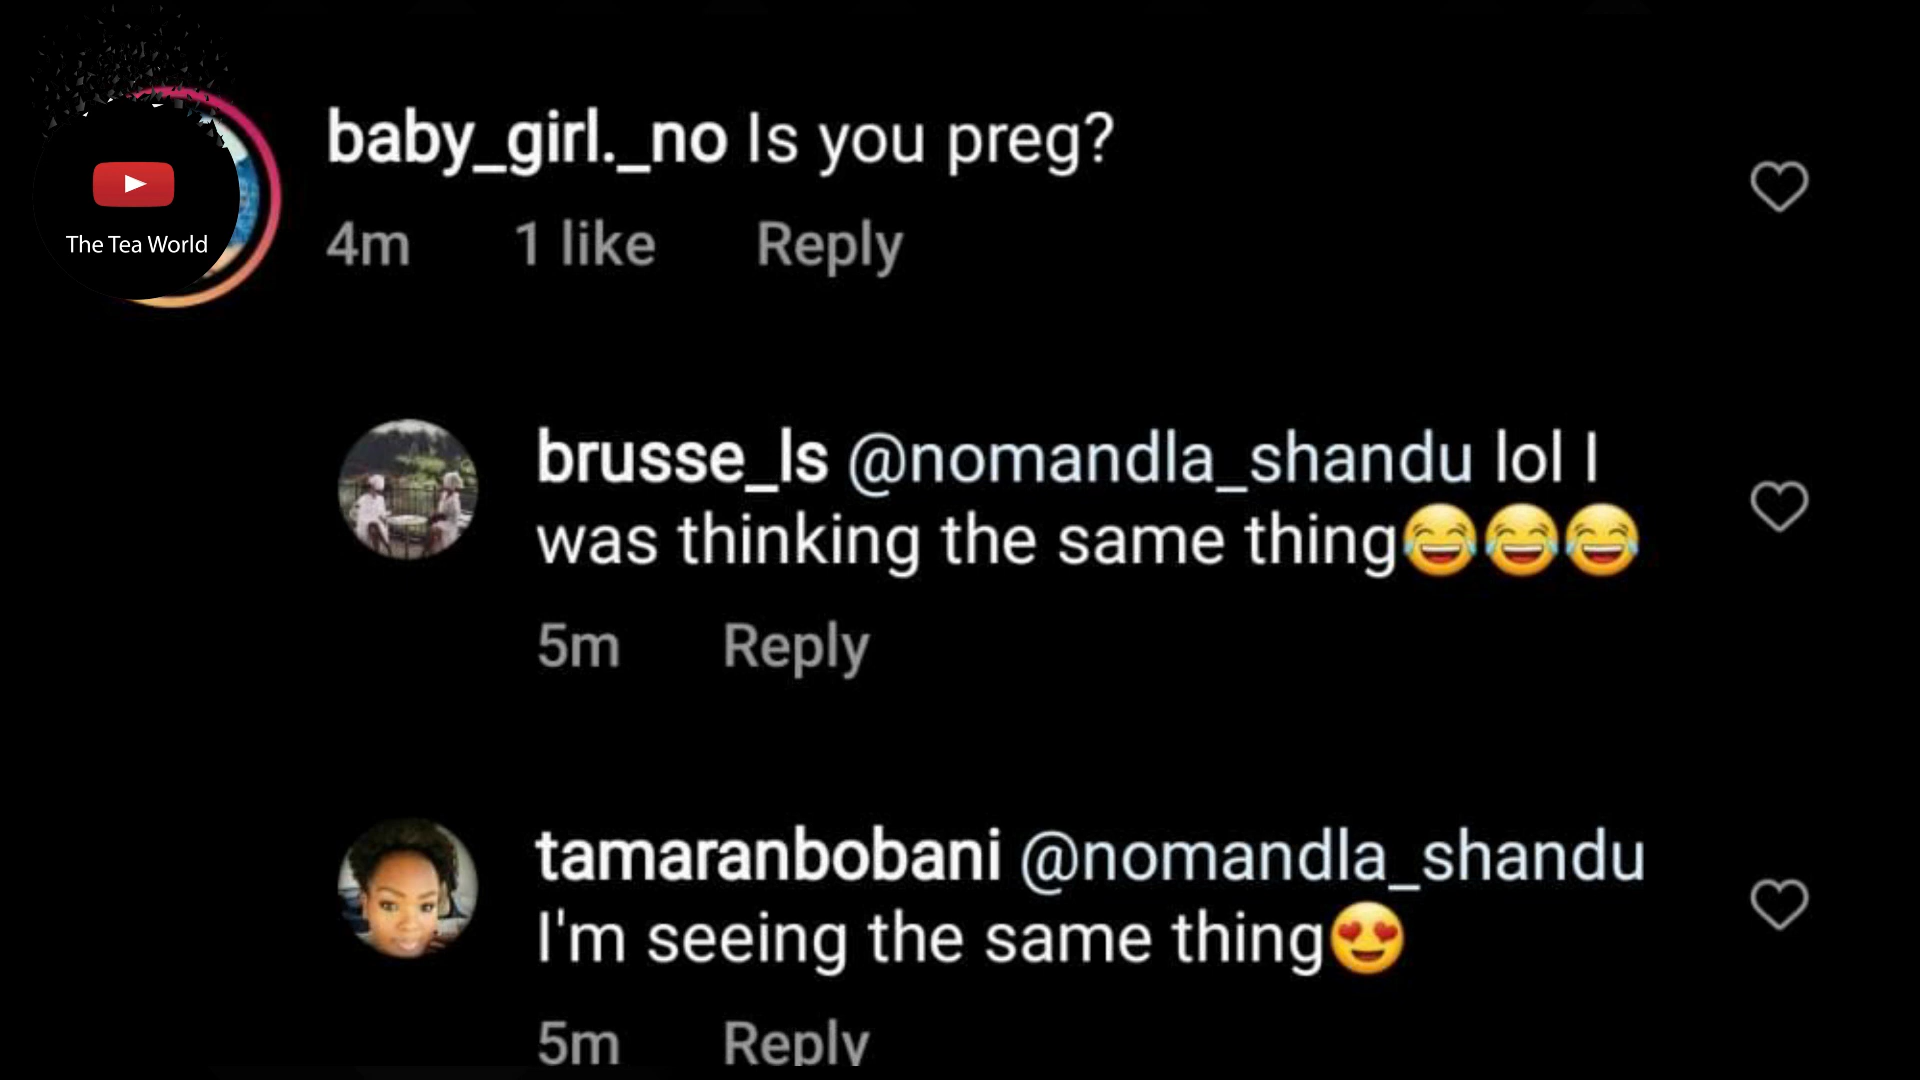 The Tea World
baby_girl._no Is you preg?
4m 1 like Reply
brusse_ls @nomandla_shandu lol I
was thinking the same thing😂😂😂
5m Reply
tamaranbobani @nomandla_shandu
I'm seeing the same thing😍
5m Reply